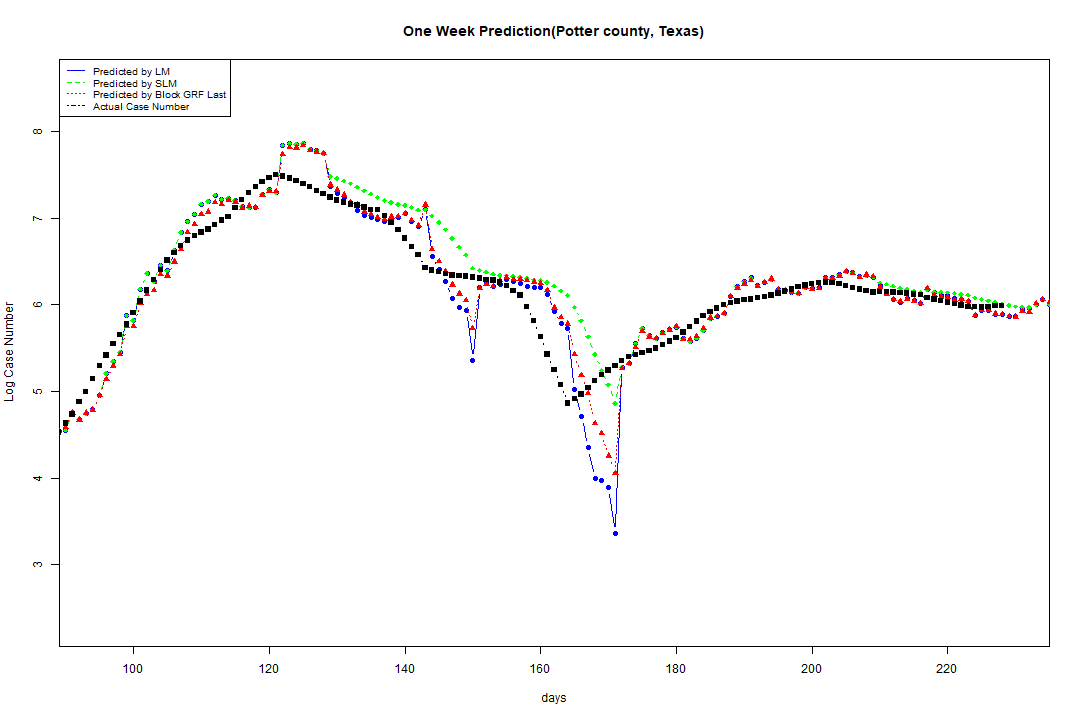 One Week Prediction(Potter county, Texas)
Predicted by LM
Predicted by SLM
Predicted by Block GRF Last
Actual Case Number
8
7
6
5
4
3
Log Case Number
100 120 140 160 180 200 220
days